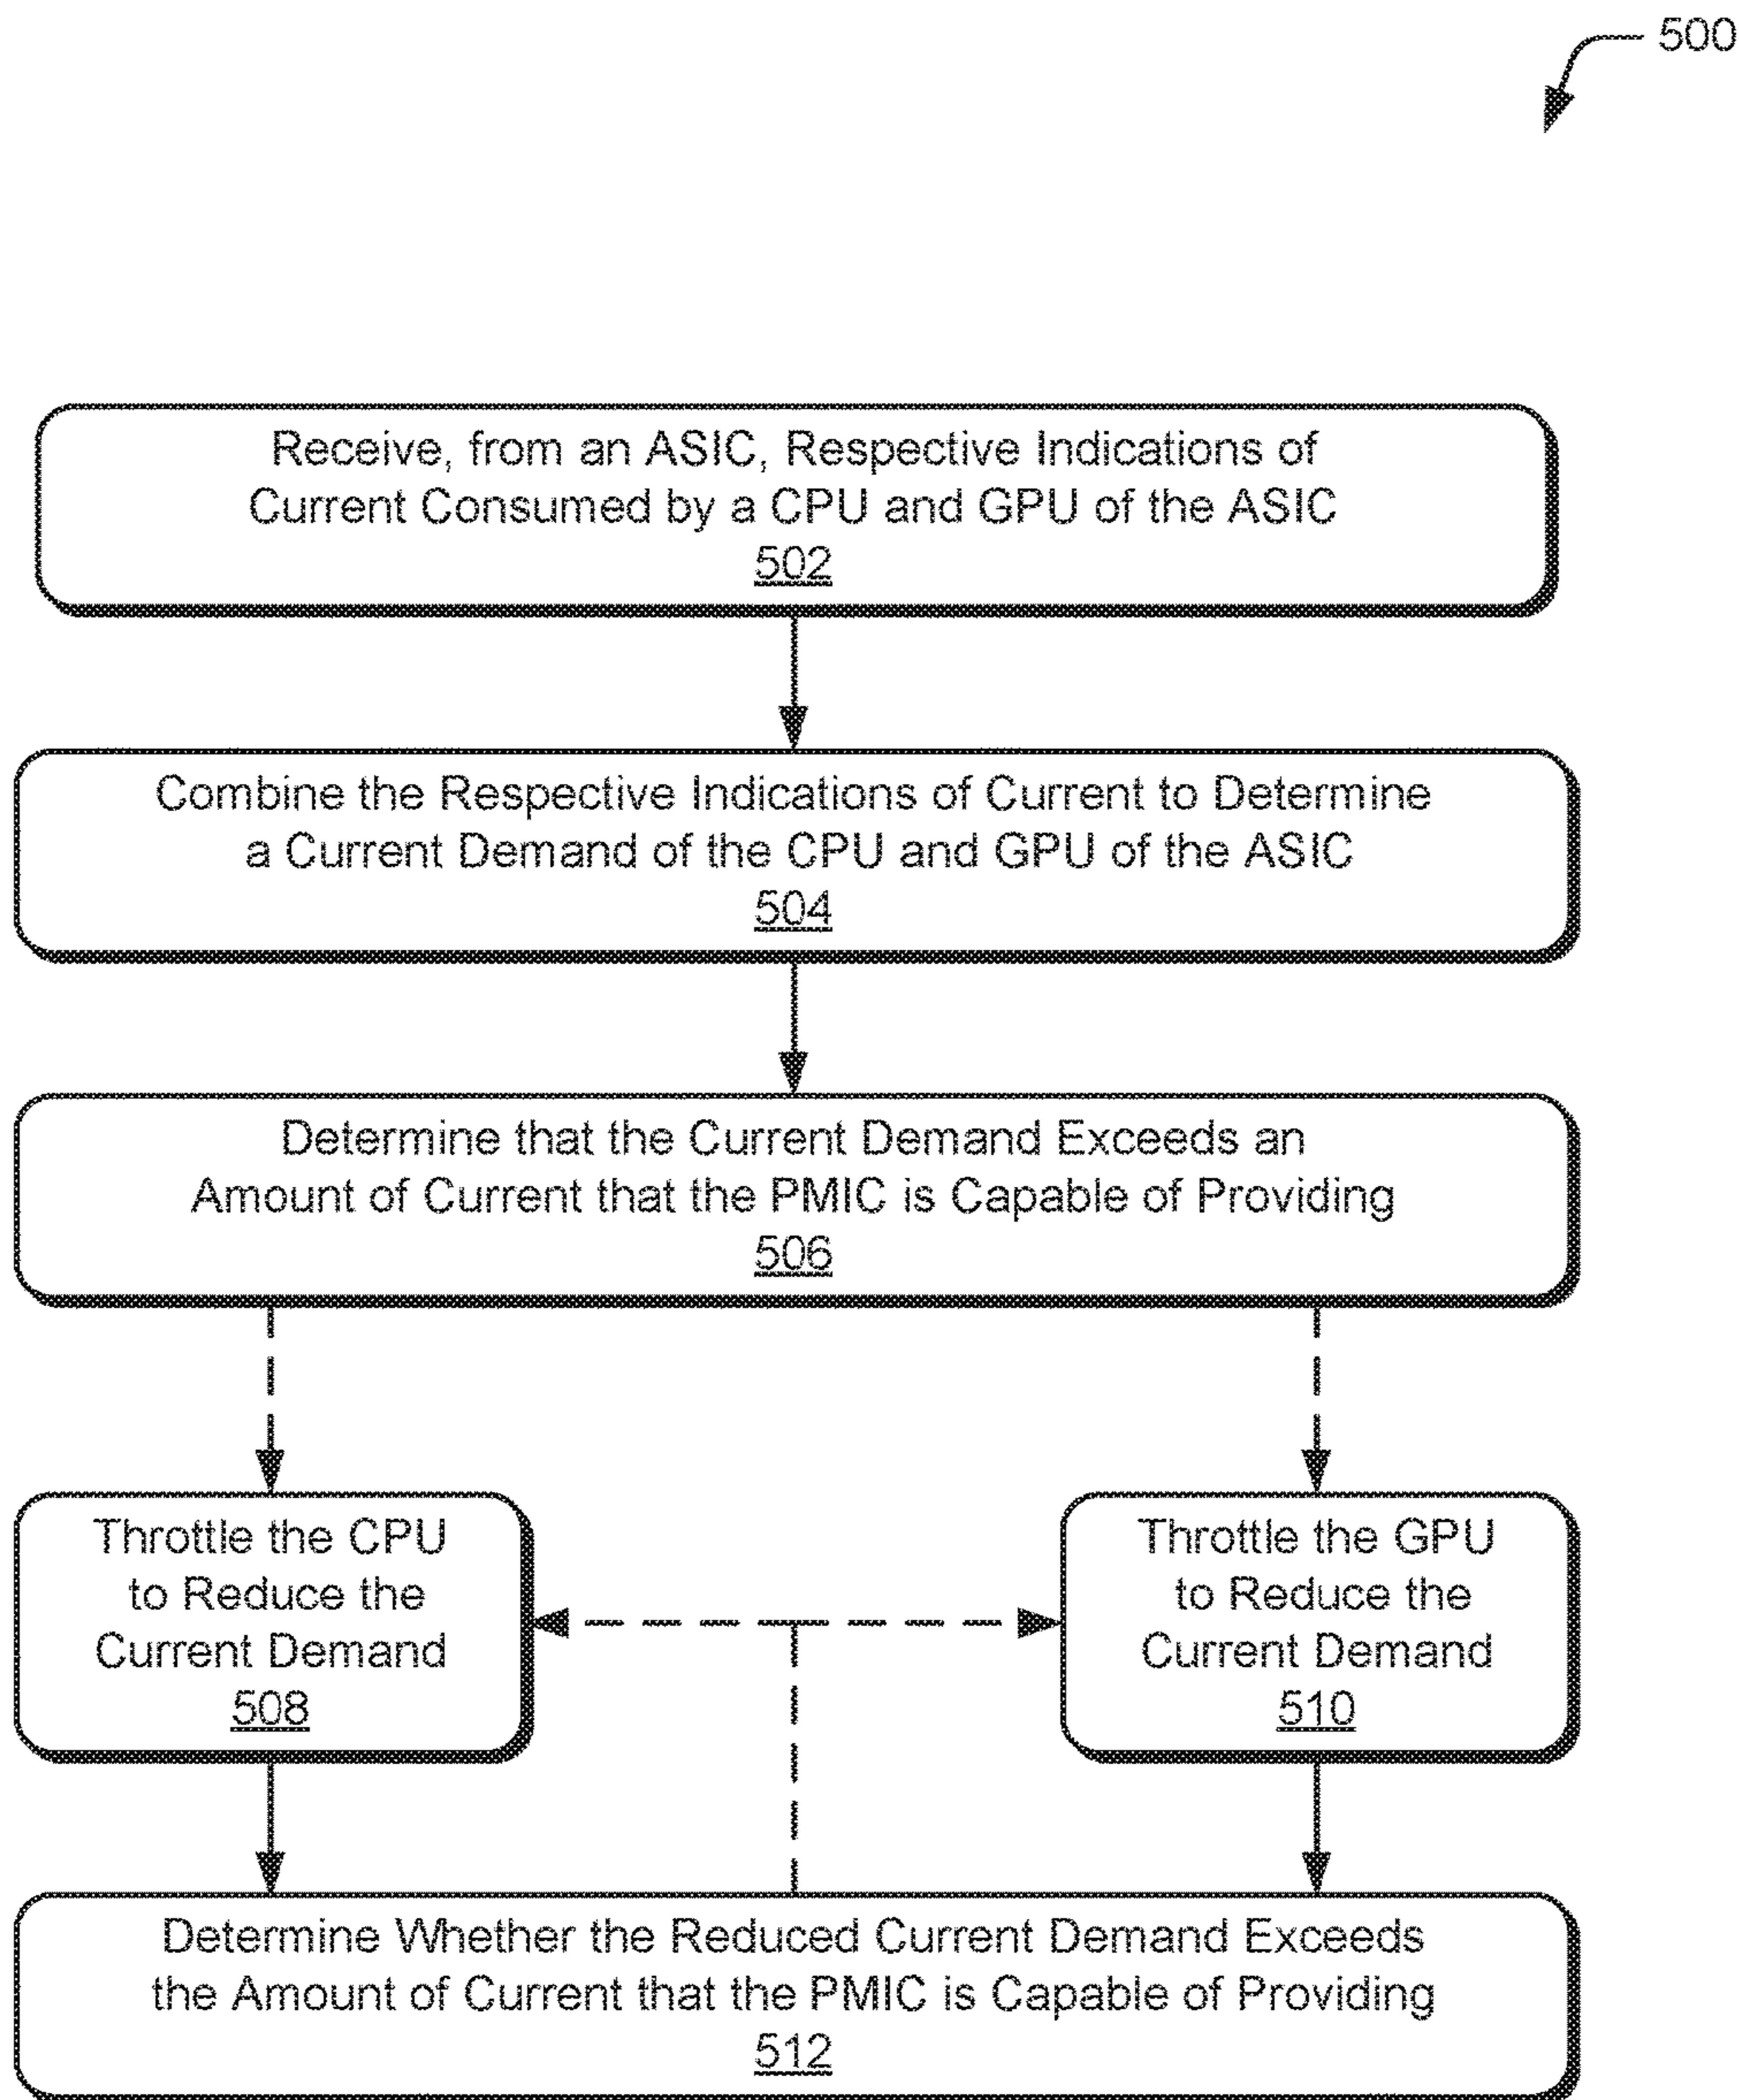 500
Receive, from an ASIC, Respective Indications of
Current Consumed by a CPU and GPU of the ASIC
502
Combine the Respective Indications of Current to Determine
a Current Demand of the CPU and GPU of the ASIC
504
Determine that the Current Demand Exceeds an
Amount of Current that the PMIC is Capable of Providing
506
Throttle the CPU
to Reduce the
Current Demand
508
Throttle the GPU
to Reduce the
Current Demand
510
Determine Whether the Reduced Current Demand Exceeds
the Amount of Current that the PMIC is Capable of Providing
512